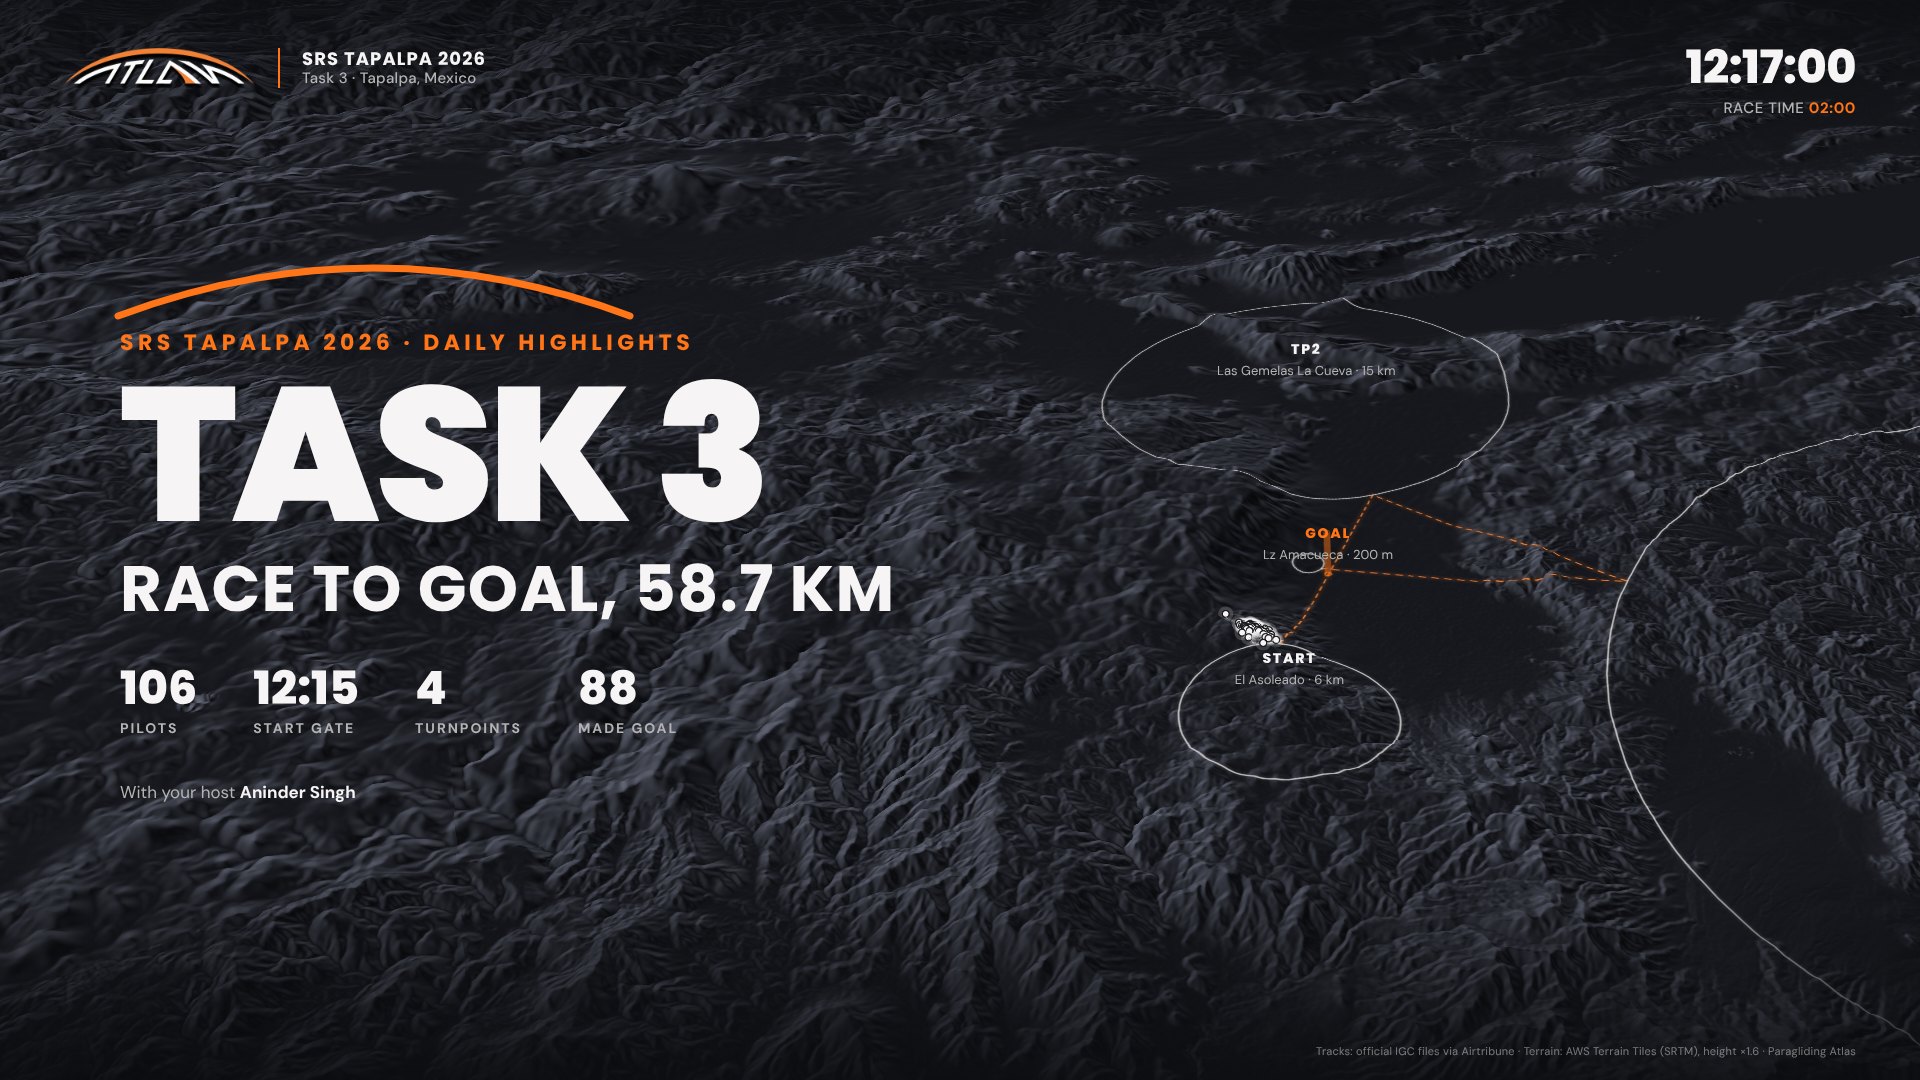 ATLAW
SRS TAPALPA 2026
Task 3 · Tapalpa, Mexico
12:17:00
RACE TIME 02:00
SRS TAPALPA 2026 · DAILY HIGHLIGHTS
TASK 3
RACE TO GOAL, 58.7 KM
106
PILOTS
12:15
START GATE
4
TURNPOINTS
88
MADE GOAL
With your host Aninder Singh
TP2
Las Gemelas La Cueva · 15 km
GOAL
Lz Amacueca · 200 m
START
El Asoleado · 6 km
Tracks: official IGC files via Airtribune · Terrain: AWS Terrain Tiles (SRTM), height ×1.6 · Paragliding Atlas